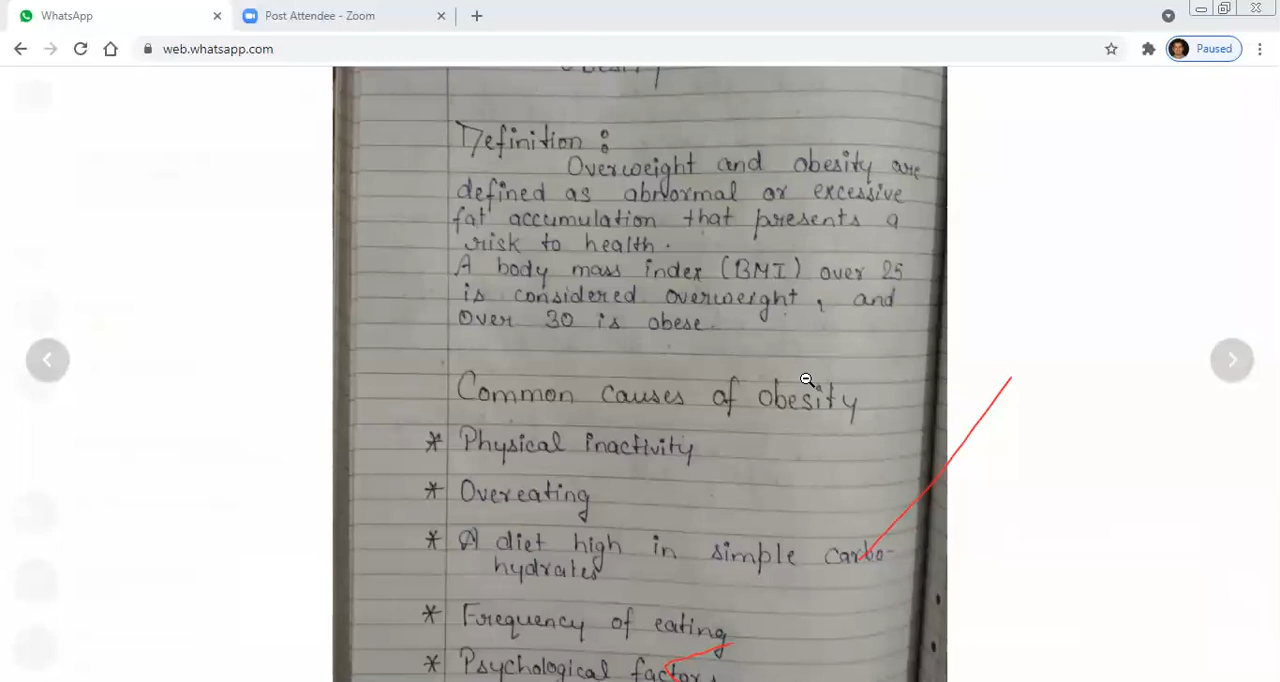 WhatsApp
Post Attendee - Zoom
web.whatsapp.com
Paused
Definition :
Overweight and obesity are
defined as abnormal or excessive
fat accumulation that presents a
risk to health.
A body mass index (BMI) over 25
is considered overweight, and
over 30 is obese.
Common causes of obesity
* Physical inactivity
* Overeating
* A diet high in simple carbo-
hydrates
* Frequency of eating
* Psychological factors